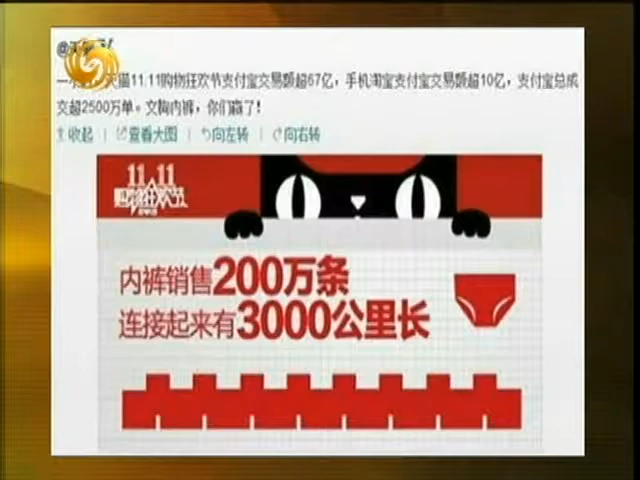 天猫11.11购物狂欢节支付宝交易额超67亿，手机淘宝支付宝交易额超10亿，支付宝总成
交超2500万单。文胸内裤，你们赢了！
收起 | 查看大图 | 向左转 | 向右转
11.11
购物狂欢节
内裤销售200万条
连接起来有3000公里长